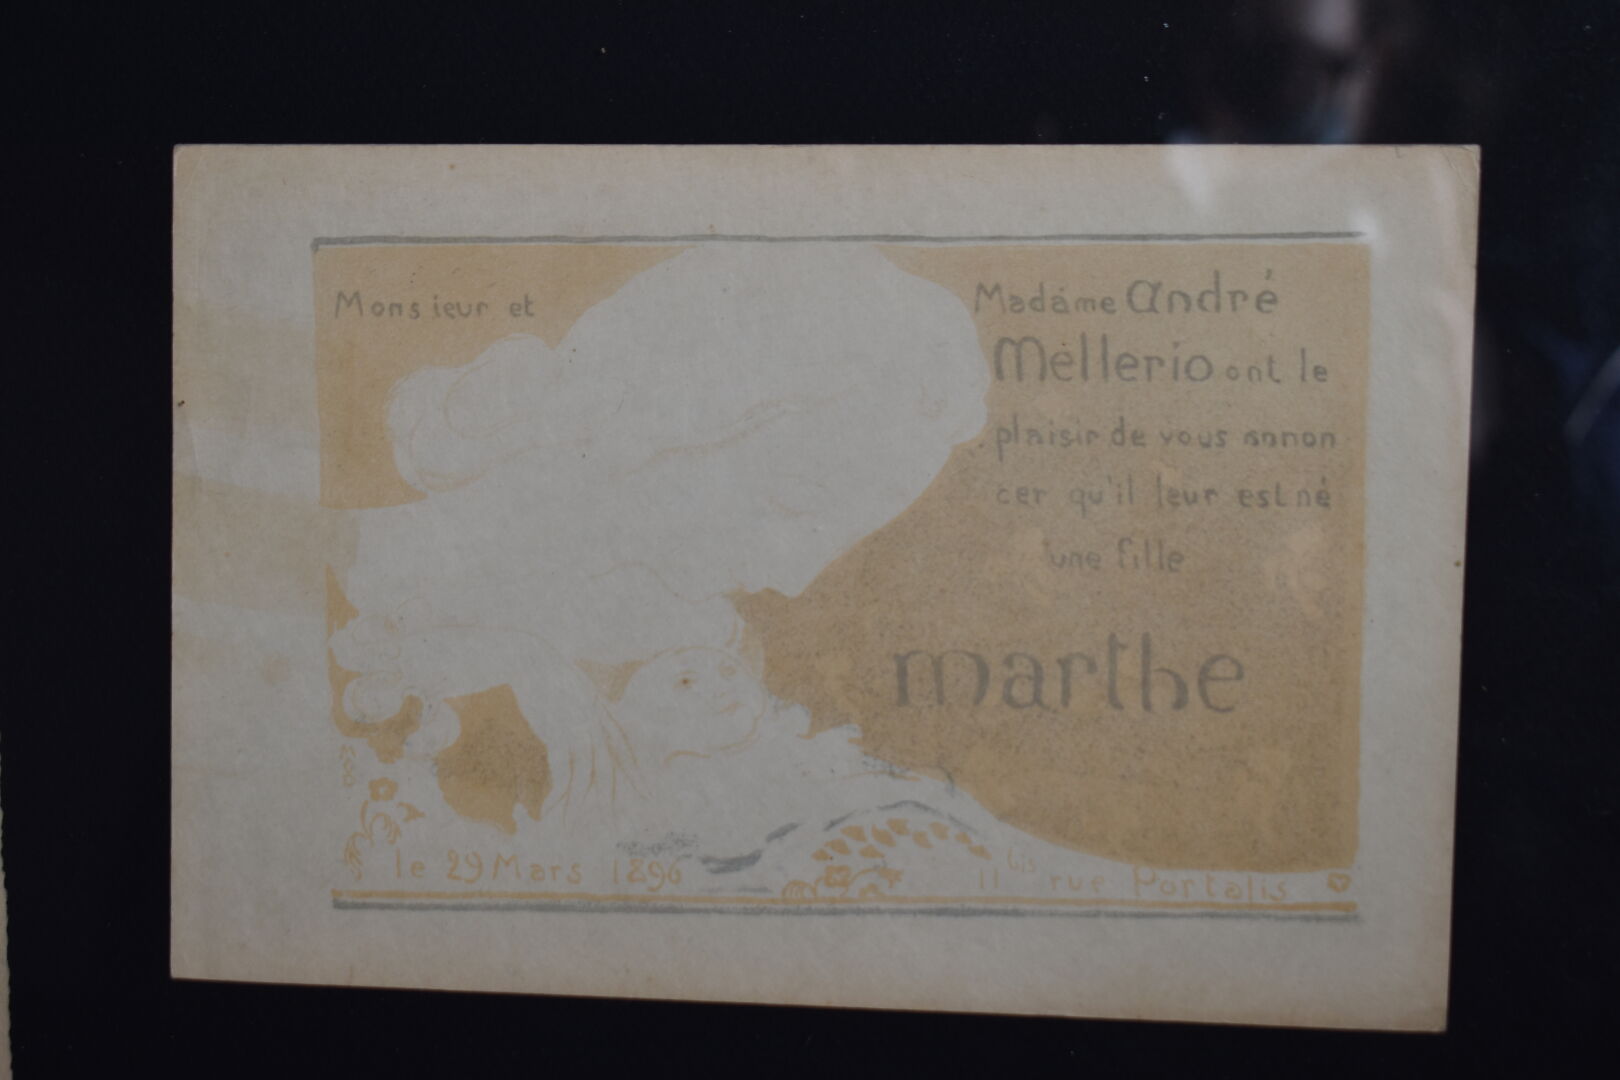 Monsieur et Madame André
Mellerio ont le
plaisir de vous annon
cer qu'il leur est né
une fille
marthe
le 29 Mars 1896
11 bis rue Portalis